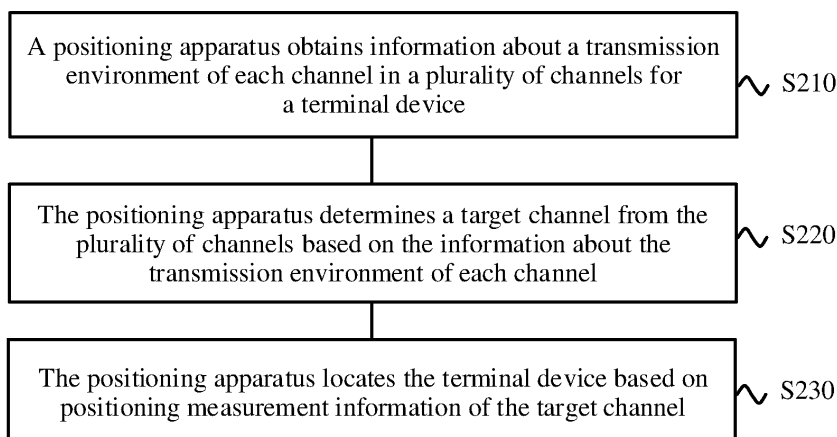 A positioning apparatus obtains information about a transmission
environment of each channel in a plurality of channels for
a terminal device
S210
The positioning apparatus determines a target channel from the
plurality of channels based on the information about the
transmission environment of each channel
S220
The positioning apparatus locates the terminal device based on
positioning measurement information of the target channel
S230